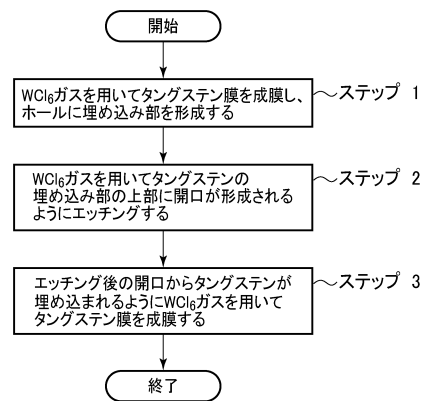 開始
WCl6ガスを用いてタングステン膜を成膜し、
ホールに埋め込み部を形成する
ステップ 1
WCl6ガスを用いてタングステンの
埋め込み部の上部に開口が形成される
ようにエッチングする
ステップ 2
エッチング後の開口からタングステンが
埋め込まれるようにWCl6ガスを用いて
タングステン膜を成膜する
ステップ 3
終了